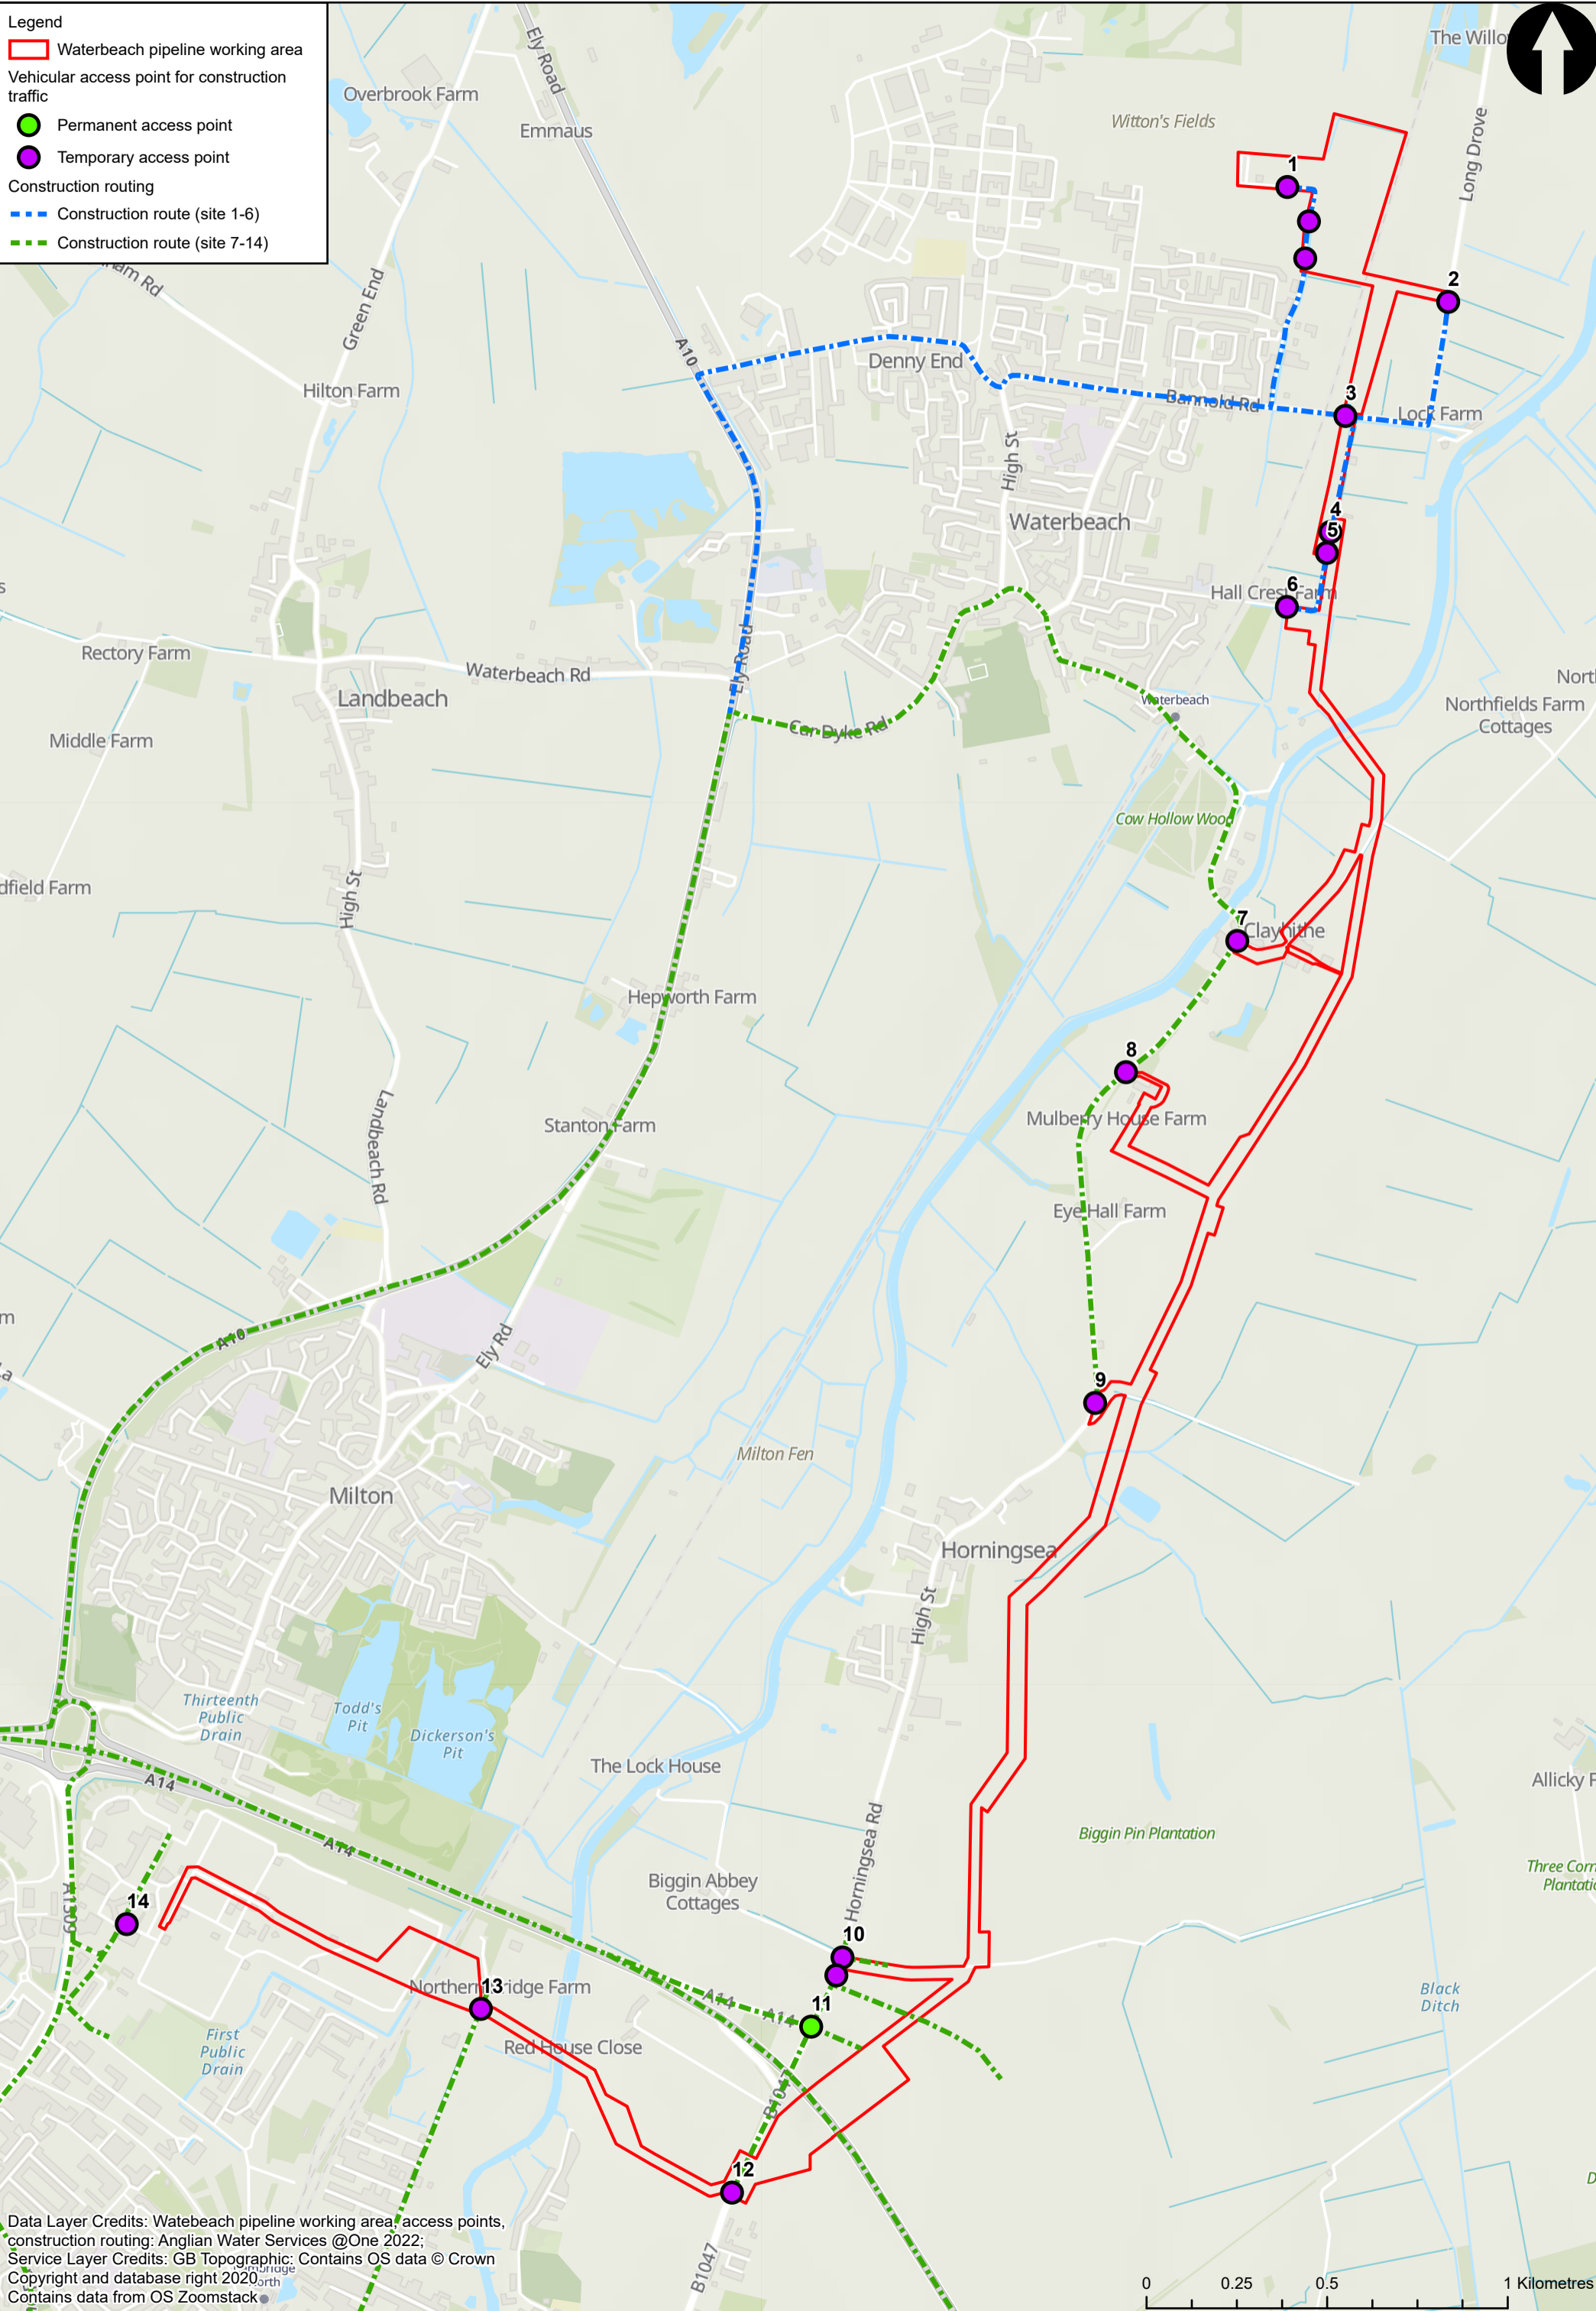 Legend
Waterbeach pipeline working area
Vehicular access point for construction
traffic
Permanent access point
Temporary access point
Construction routing
Construction route (site 1-6)
Construction route (site 7-14)
Ely Road
Overbrook Farm
Emmaus
Witton's Fields
The Willo
Long Drove
am Rd
Green End
Hilton Farm
A10
Denny End
Bannold Rd
Lock Farm
High St
Waterbeach
Hall Crest Farm
1
2
3
4
5
6
Rectory Farm
Landbeach
Waterbeach Rd
Ely Road
Car Dyke Rd
Waterbeach
Northfields Farm
Cottages
North
Middle Farm
Cow Hollow Wood
dfield Farm
High St
7
Clayhithe
Hepworth Farm
8
Mulberry House Farm
Stanton Farm
Landbeach Rd
Eye Hall Farm
A10
Ely Rd
9
Milton Fen
Milton
Horningsea
High St
Thirteenth
Public
Drain
Todd's
Pit
Dickerson's
Pit
The Lock House
A14
A14
Horningsea Rd
Biggin Pin Plantation
Allicky F
Three Corn
Plantatio
Biggin Abbey
Cottages
A1309
14
10
13
Northern Bridge Farm
A14
A14
11
Black
Ditch
First
Public
Drain
Red House Close
B1047
12
B1047
D
Data Layer Credits: Watebeach pipeline working area, access points,
construction routing: Anglian Water Services @One 2022;
Service Layer Credits: GB Topographic: Contains OS data © Crown
Copyright and database right 2020
Contains data from OS Zoomstack
mbridge
North
0 0.25 0.5 1 Kilometres